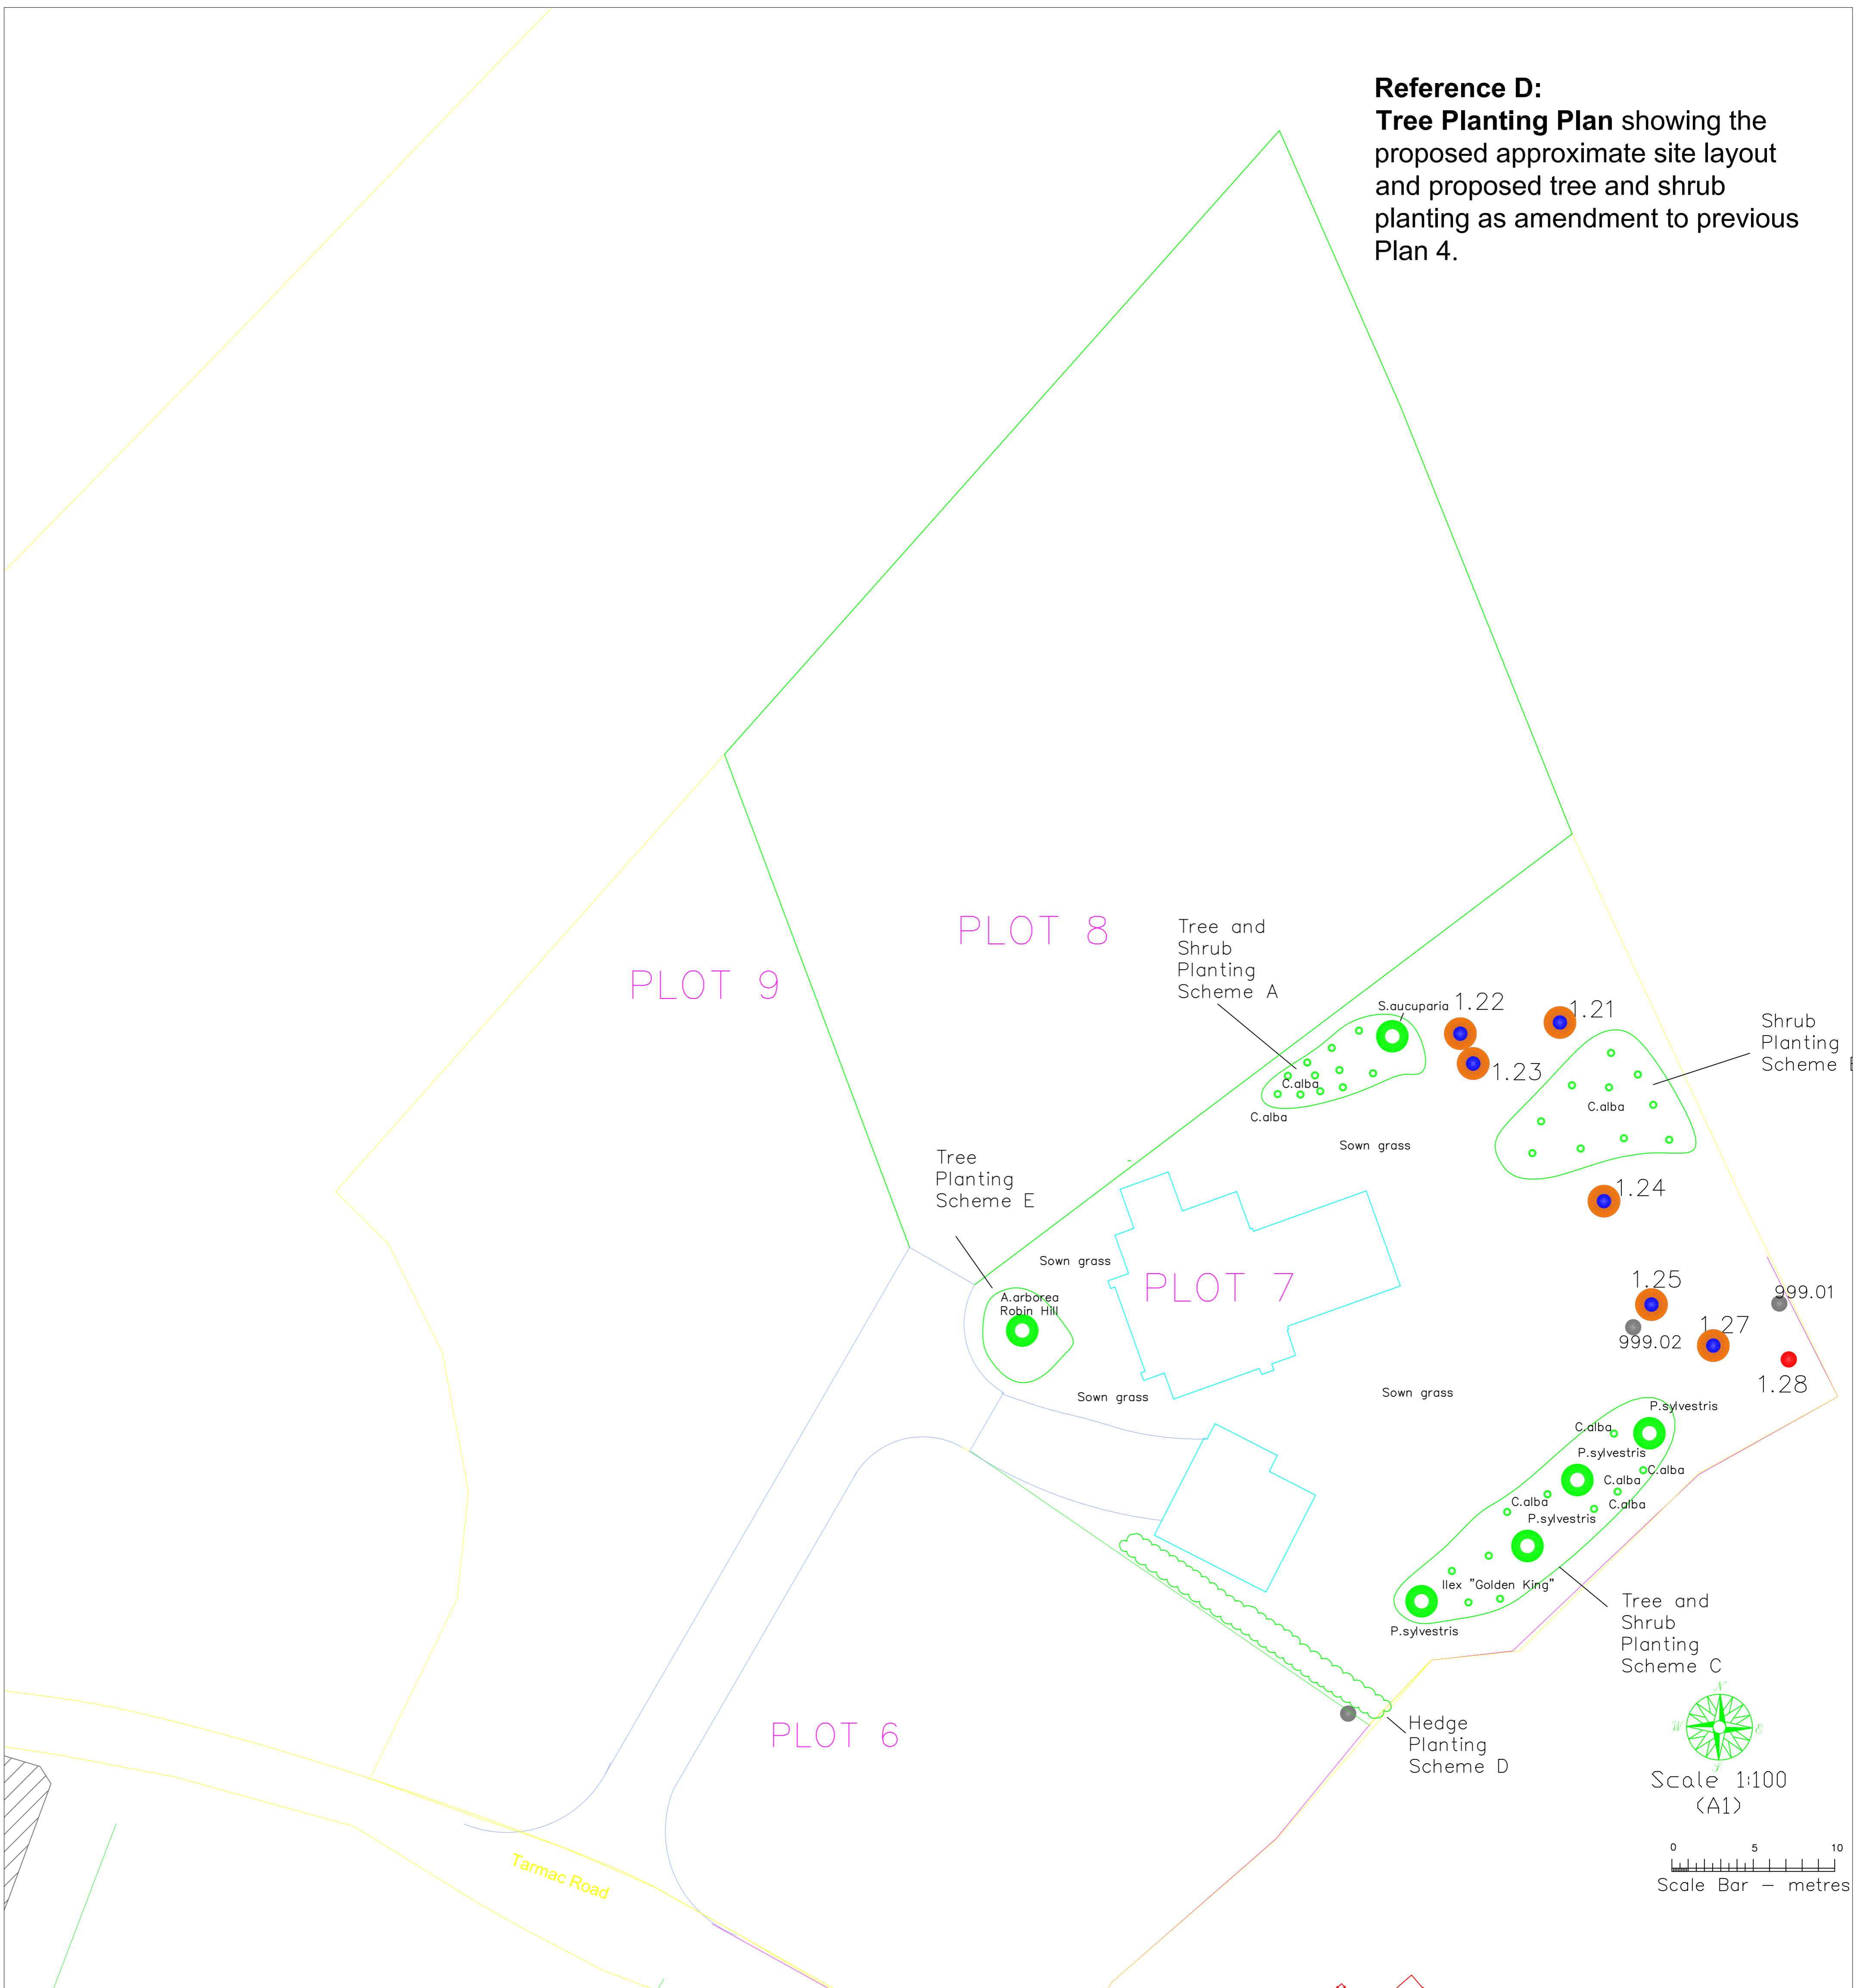 Reference D:
Tree Planting Plan showing the
proposed approximate site layout
and proposed tree and shrub
planting as amendment to previous
Plan 4.
PLOT 8
PLOT 9
Tree and
Shrub
Planting
Scheme A
S.aucuparia
1.22
1.21
1.23
C.alba
C.alba
Sown grass
Shrub
Planting
Scheme
C.alba
1.24
Tree
Planting
Scheme E
Sown grass
A.arborea
Robin Hill
PLOT 7
1.25
999.01
999.02
1.27
1.28
Sown grass
Sown grass
P.sylvestris
C.alba
P.sylvestris
C.alba
C.alba
C.alba
C.alba
P.sylvestris
Ilex "Golden King"
P.sylvestris
Tree and
Shrub
Planting
Scheme C
Hedge
Planting
Scheme D
PLOT 6
N
W
E
S
Scale 1:100
(A1)
0 5 10
Scale Bar – metres
Tarmac Road